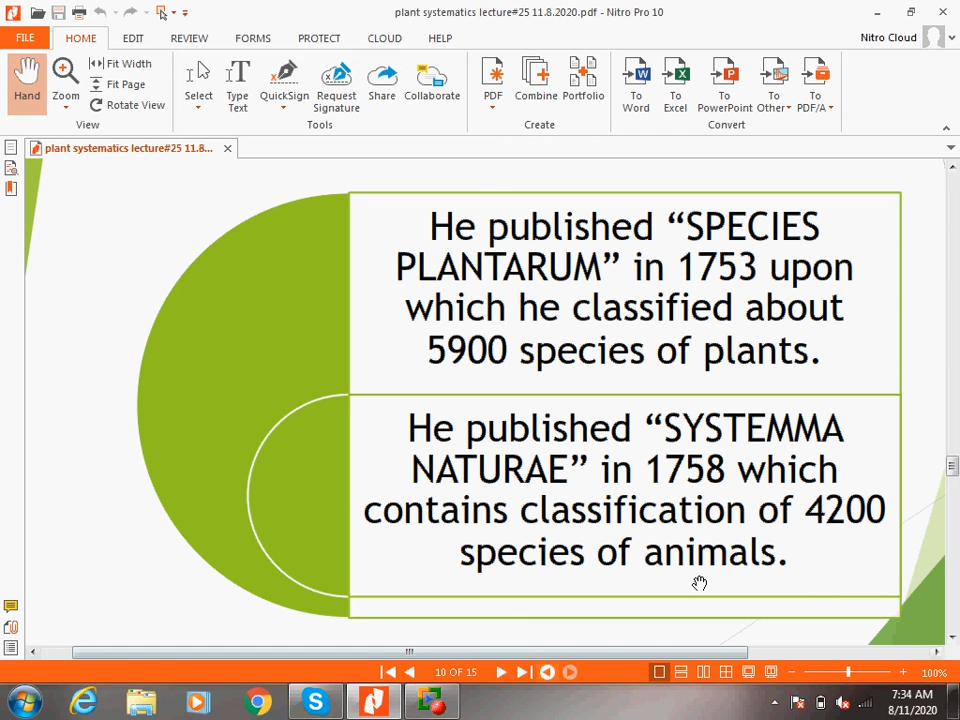 plant systematics lecture#25 11.8.2020.pdf - Nitro Pro 10
FILE HOME EDIT REVIEW FORMS PROTECT CLOUD HELP Nitro Cloud
Hand
Zoom
Fit Width
Fit Page
Rotate View
View
Select
Type Text
QuickSign
Request Signature
Share
Collaborate
Tools
PDF
Combine
Portfolio
Create
To Word
To Excel
To PowerPoint
To Other
To PDF/A
Convert
plant systematics lecture#25 11.8...
He published “SPECIES
PLANTARUM” in 1753 upon
which he classified about
5900 species of plants.
He published “SYSTEMMA
NATURAE” in 1758 which
contains classification of 4200
species of animals.
10 OF 15
100%
7:34 AM
8/11/2020